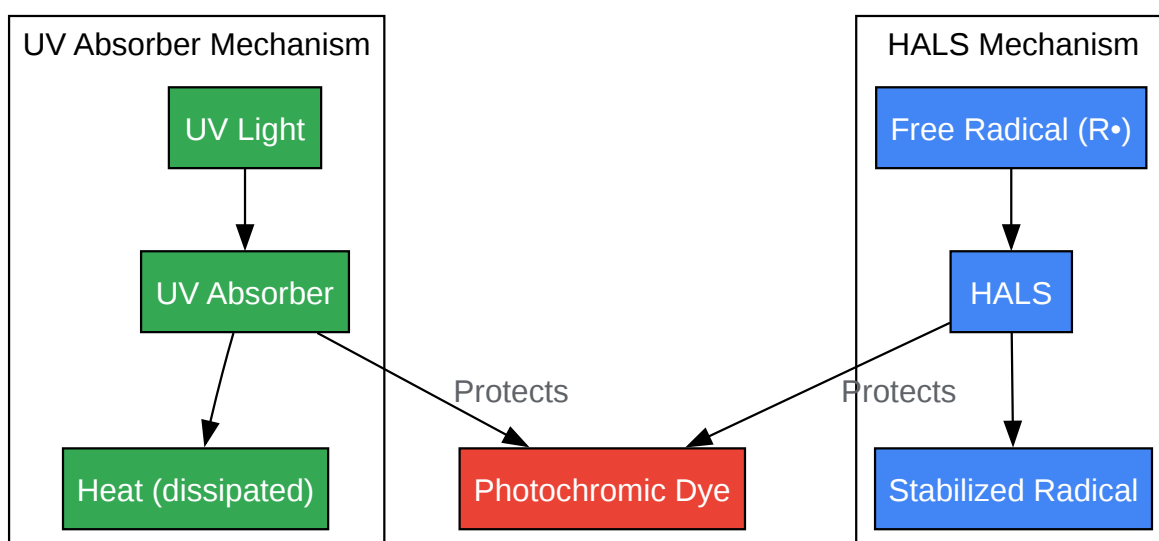 UV Absorber Mechanism
HALS Mechanism
UV Light
Free Radical (R•)
UV Absorber
HALS
Protects
Protects
Heat (dissipated)
Photochromic Dye
Stabilized Radical